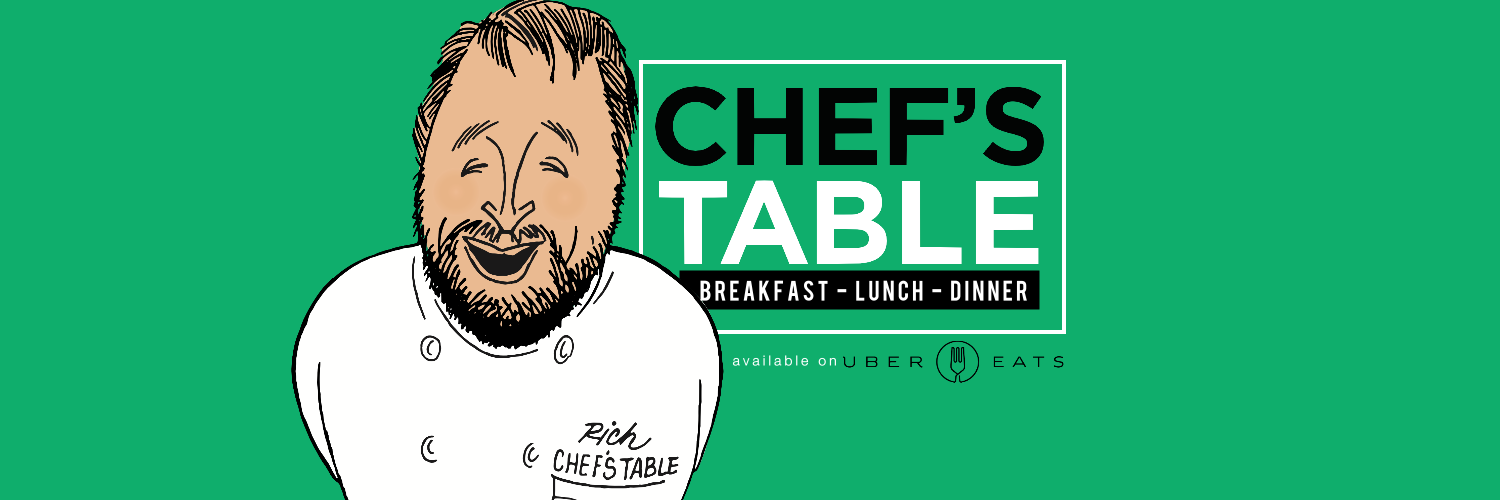 CHEF'S
TABLE
BREAKFAST - LUNCH - DINNER
available on UBER EATS
Rich
CHEF'S TABLE